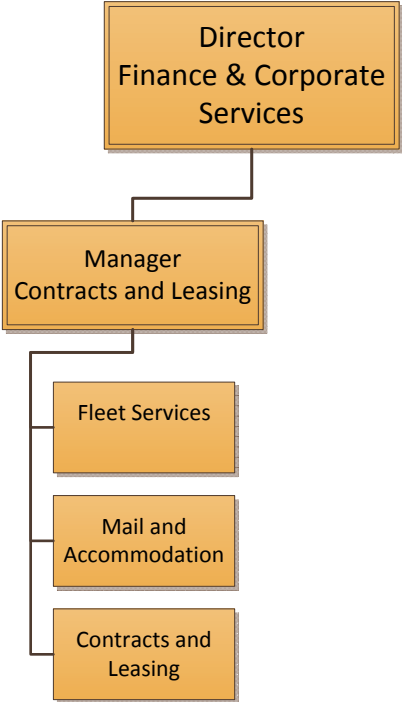 Director
Finance & Corporate
Services
Manager
Contracts and Leasing
Fleet Services
Mail and
Accommodation
Contracts and
Leasing